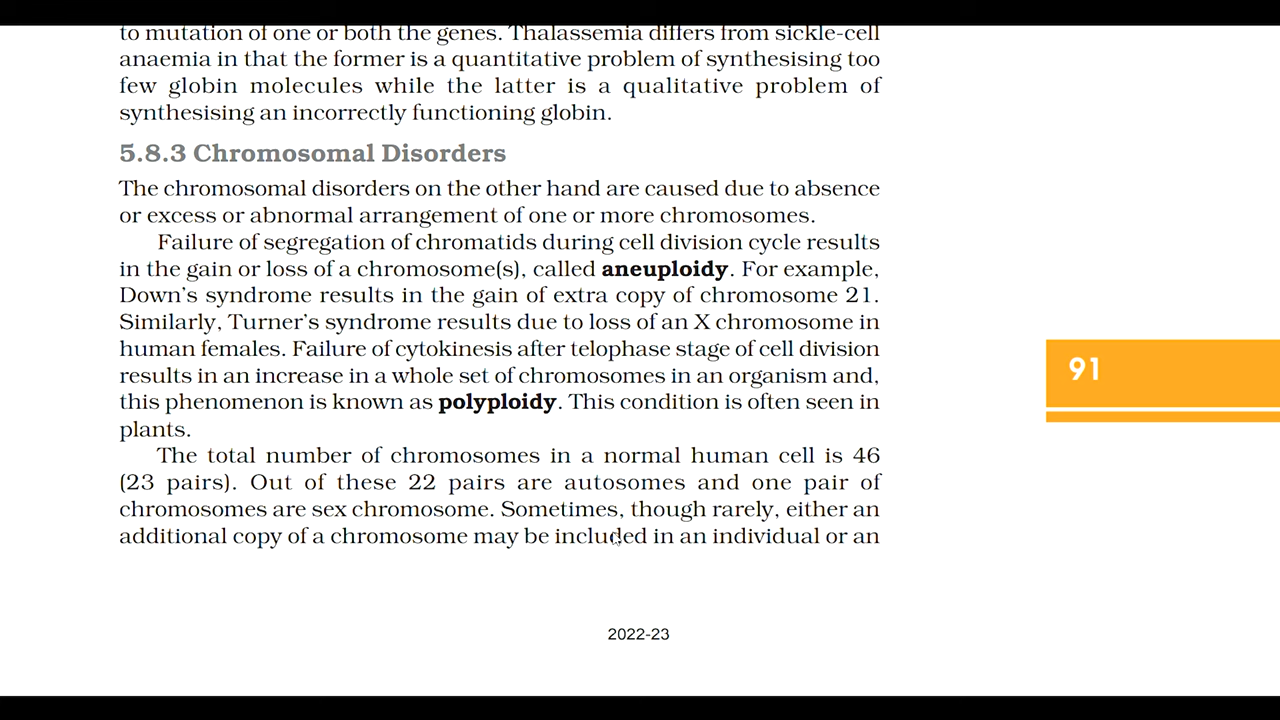 to mutation of one or both the genes. Thalassemia differs from sickle-cell
anaemia in that the former is a quantitative problem of synthesising too
few globin molecules while the latter is a qualitative problem of
synthesising an incorrectly functioning globin.
5.8.3 Chromosomal Disorders
The chromosomal disorders on the other hand are caused due to absence
or excess or abnormal arrangement of one or more chromosomes.
Failure of segregation of chromatids during cell division cycle results
in the gain or loss of a chromosome(s), called aneuploidy. For example,
Down's syndrome results in the gain of extra copy of chromosome 21.
Similarly, Turner's syndrome results due to loss of an X chromosome in
human females. Failure of cytokinesis after telophase stage of cell division
results in an increase in a whole set of chromosomes in an organism and,
this phenomenon is known as polyploidy. This condition is often seen in
plants.
The total number of chromosomes in a normal human cell is 46
(23 pairs). Out of these 22 pairs are autosomes and one pair of
chromosomes are sex chromosome. Sometimes, though rarely, either an
additional copy of a chromosome may be included in an individual or an
91
2022-23